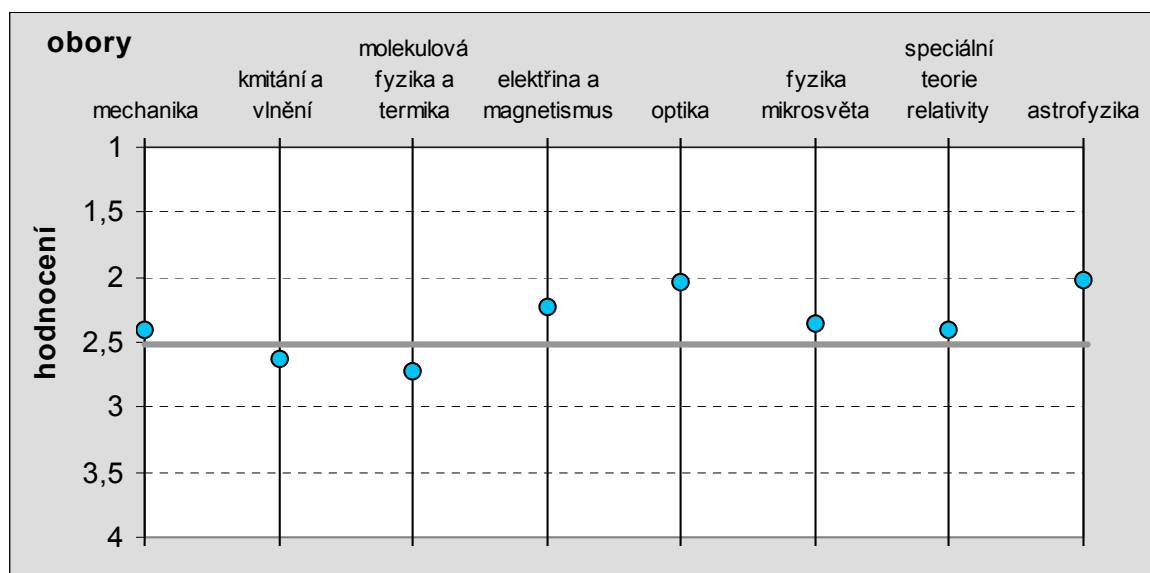 obory
mechanika
kmitání a
vlnění
molekulová
fyzika a
termika
elektřina a
magnetismus
optika
fyzika
mikrosvěta
speciální
teorie
relativity
astrofyzika
hodnocení
1
1,5
2
2,5
3
3,5
4